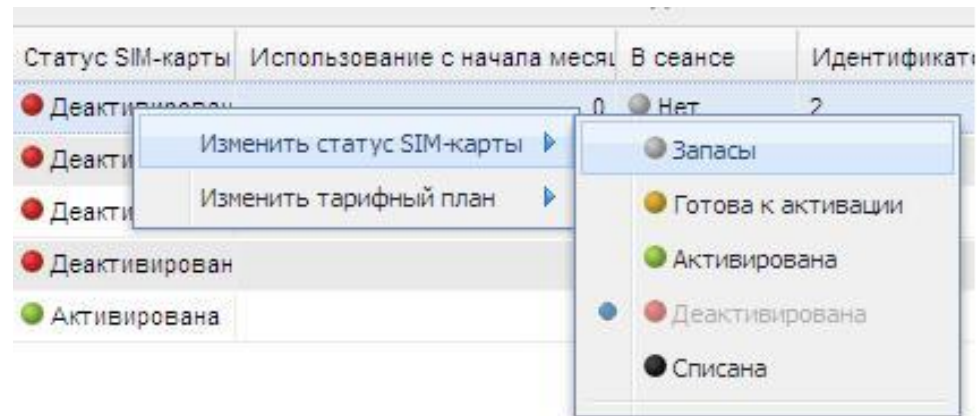 Статус SIM-карты Использование с начала месяц В сеансе Идентификато
Деактивирован 0 Нет 2
Изменить статус SIM-карты Запасы
Деакти
Изменить тарифный план Готова к активации
Деакти
Деактивирован Активирована
Активирована Деактивирована
Списана